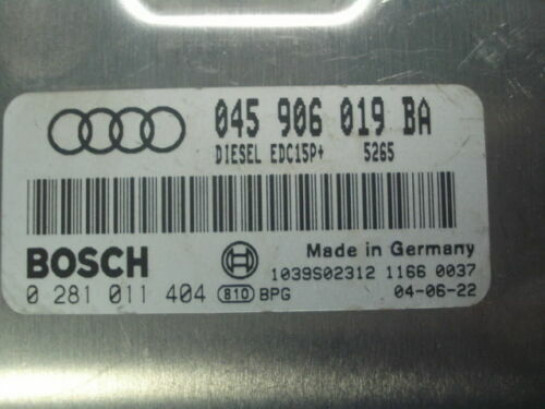 045 906 019 BA
DIESEL EDC15P+ 5265
BOSCH Made in Germany
1039S02312 1166 0037
0 281 011 404 810 BPG 04-06-22